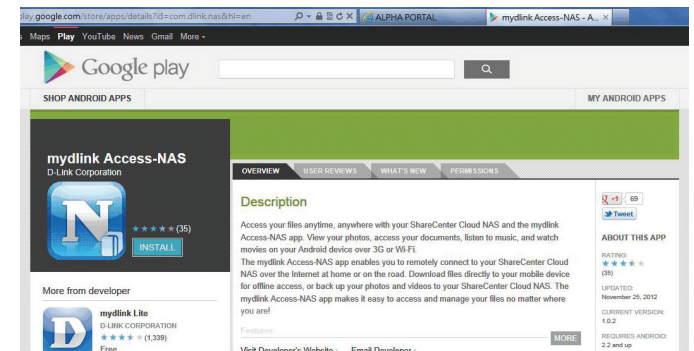 lay.google.com/store/apps/details?id=com.dlink.nas&hl=en
ALPHA PORTAL
mydlink Access-NAS - A...
s Maps Play YouTube News Gmail More
Google play
SHOP ANDROID APPS
MY ANDROID APPS
mydlink Access-NAS
D-Link Corporation
(35)
INSTALL
More from developer
mydlink Lite
D-LINK CORPORATION
(1,339)
Free
OVERVIEW USER REVIEWS WHAT'S NEW PERMISSIONS
Description
Access your files anytime, anywhere with your ShareCenter Cloud NAS and the mydlink
Access-NAS app. View your photos, access your documents, listen to music, and watch
movies on your Android device over 3G or Wi-Fi.
The mydlink Access-NAS app enables you to remotely connect to your ShareCenter Cloud
NAS over the Internet at home or on the road. Download files directly to your mobile device
for offline access, or back up your photos and videos to your ShareCenter Cloud NAS. The
mydlink Access-NAS app makes it easy to access and manage your files no matter where
you are!
Features:
MORE
Visit Developer's Website Email Developer
+1 69
Tweet
ABOUT THIS APP
RATING:
(35)
UPDATED:
November 25, 2012
CURRENT VERSION:
1.0.2
REQUIRES ANDROID:
2.2 and up